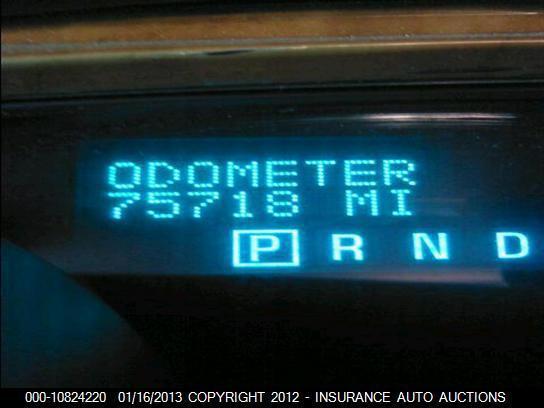 ODOMETER
75718 MI
P R N D
000-10824220 01/16/2013 COPYRIGHT 2012 - INSURANCE AUTO AUCTIONS